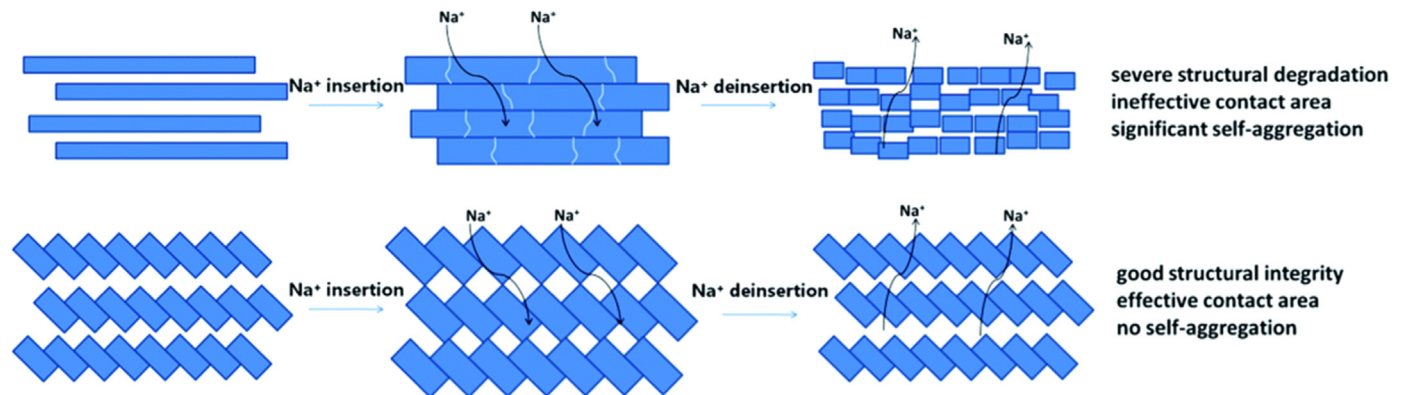 Na⁺ Na⁺
Na⁺ insertion
Na⁺ deinsertion
Na⁺ Na⁺
severe structural degradation
ineffective contact area
significant self-aggregation
Na⁺ Na⁺
Na⁺ insertion
Na⁺ deinsertion
Na⁺ Na⁺
good structural integrity
effective contact area
no self-aggregation